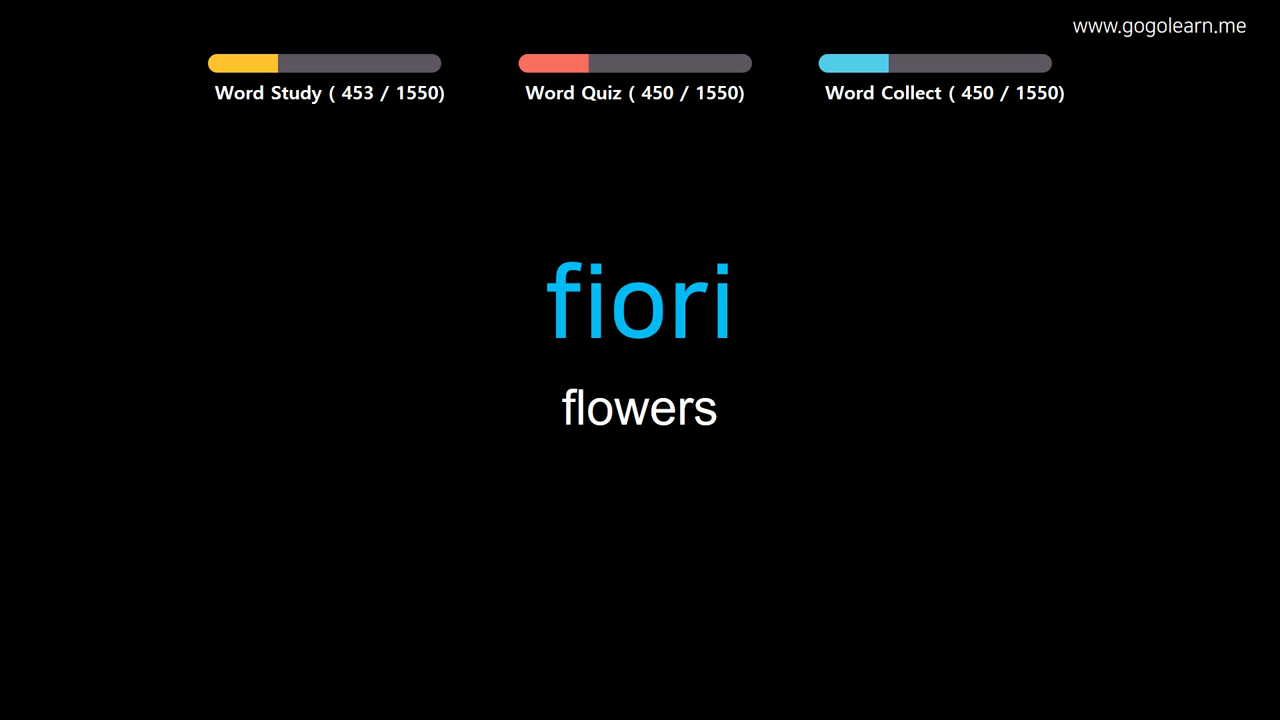 www.gogolearn.me
Word Study ( 453 / 1550)
Word Quiz ( 450 / 1550)
Word Collect ( 450 / 1550)
fiori
flowers